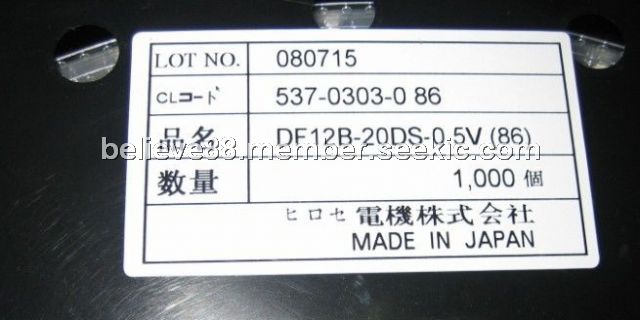 LOT NO. 080715
CLコード 537-0303-0 86
品名 DF12B-20DS-0.5V (86)
believe88.member.seekic.com
数量 1,000 個
ヒロセ 電機株式会社
MADE IN JAPAN